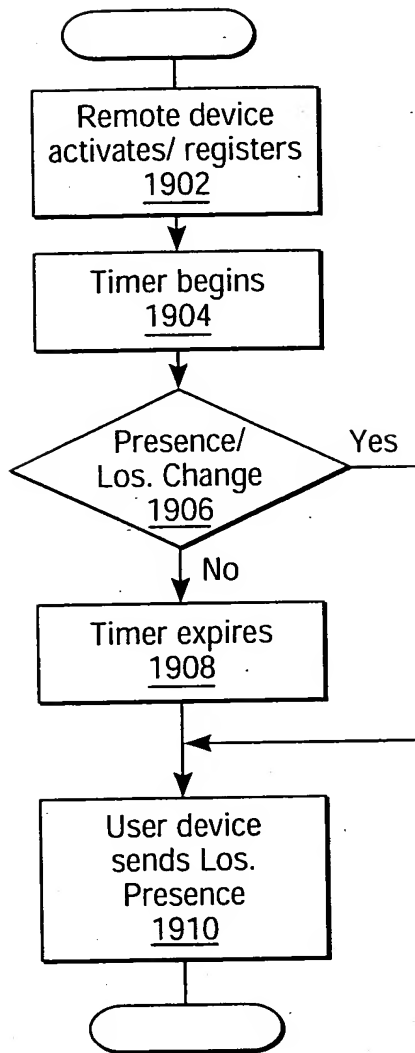 Remote device
activates/ registers
1902
Timer begins
1904
Presence/
Los. Change
1906
Yes
No
Timer expires
1908
User device
sends Los.
Presence
1910